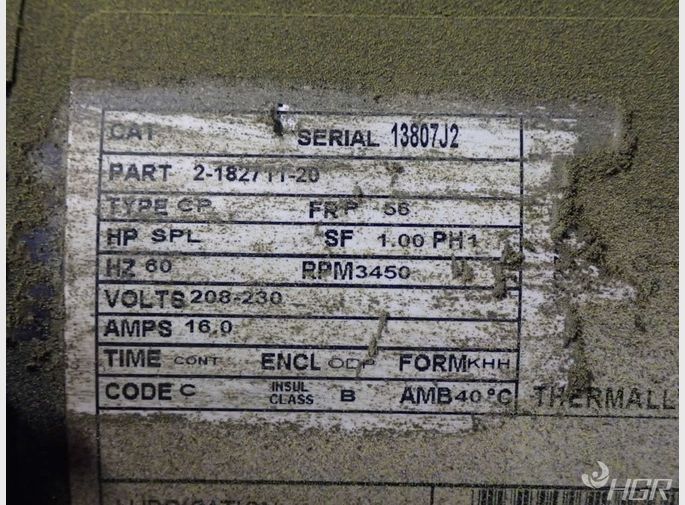 CAT SERIAL 13807J2
PART 2-182711-20
TYPE CP FR P 56
HP SPL SF 1.00 PH1
HZ 60 RPM3450
VOLTS 208-230
AMPS 16.0
TIME CONT ENCL ODP FORM KHH
CODE C INSUL CLASS B AMB 40°C
THERMALL
HGR